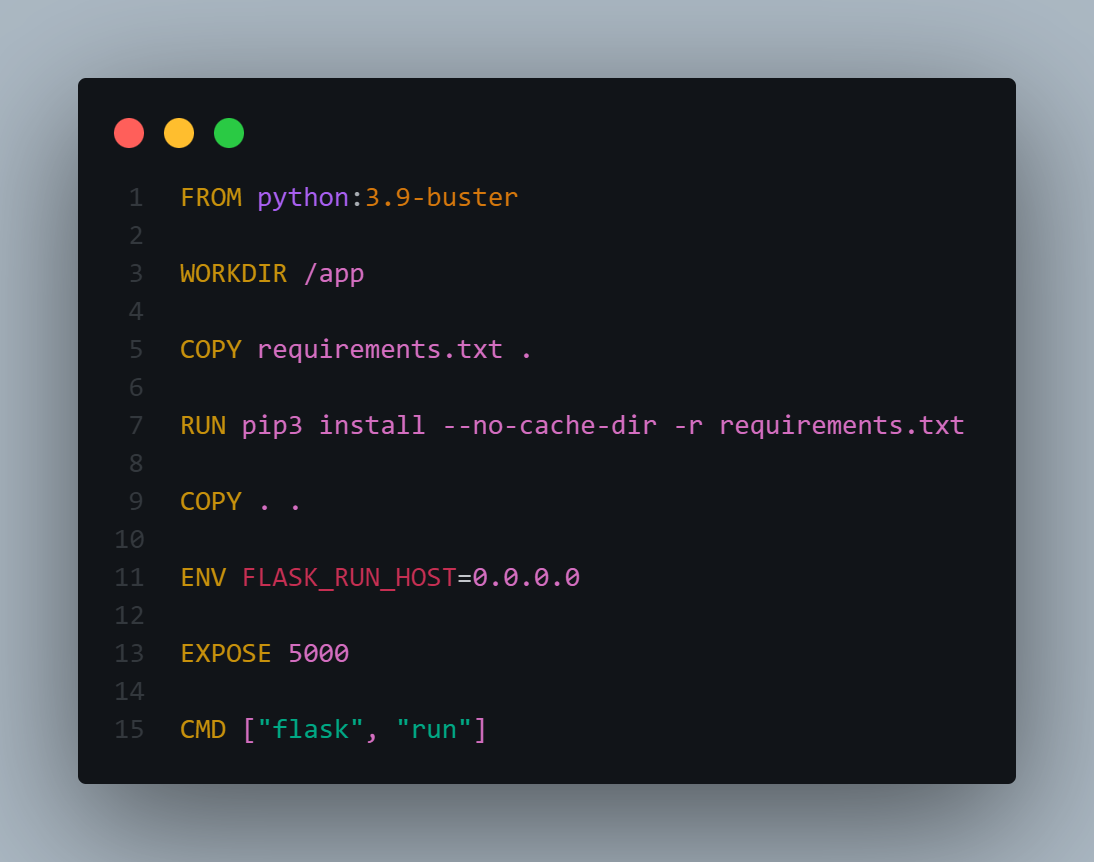 1 FROM python:3.9-buster
2
3 WORKDIR /app
4
5 COPY requirements.txt .
6
7 RUN pip3 install --no-cache-dir -r requirements.txt
8
9 COPY . .
10
11 ENV FLASK_RUN_HOST=0.0.0.0
12
13 EXPOSE 5000
14
15 CMD ["flask", "run"]